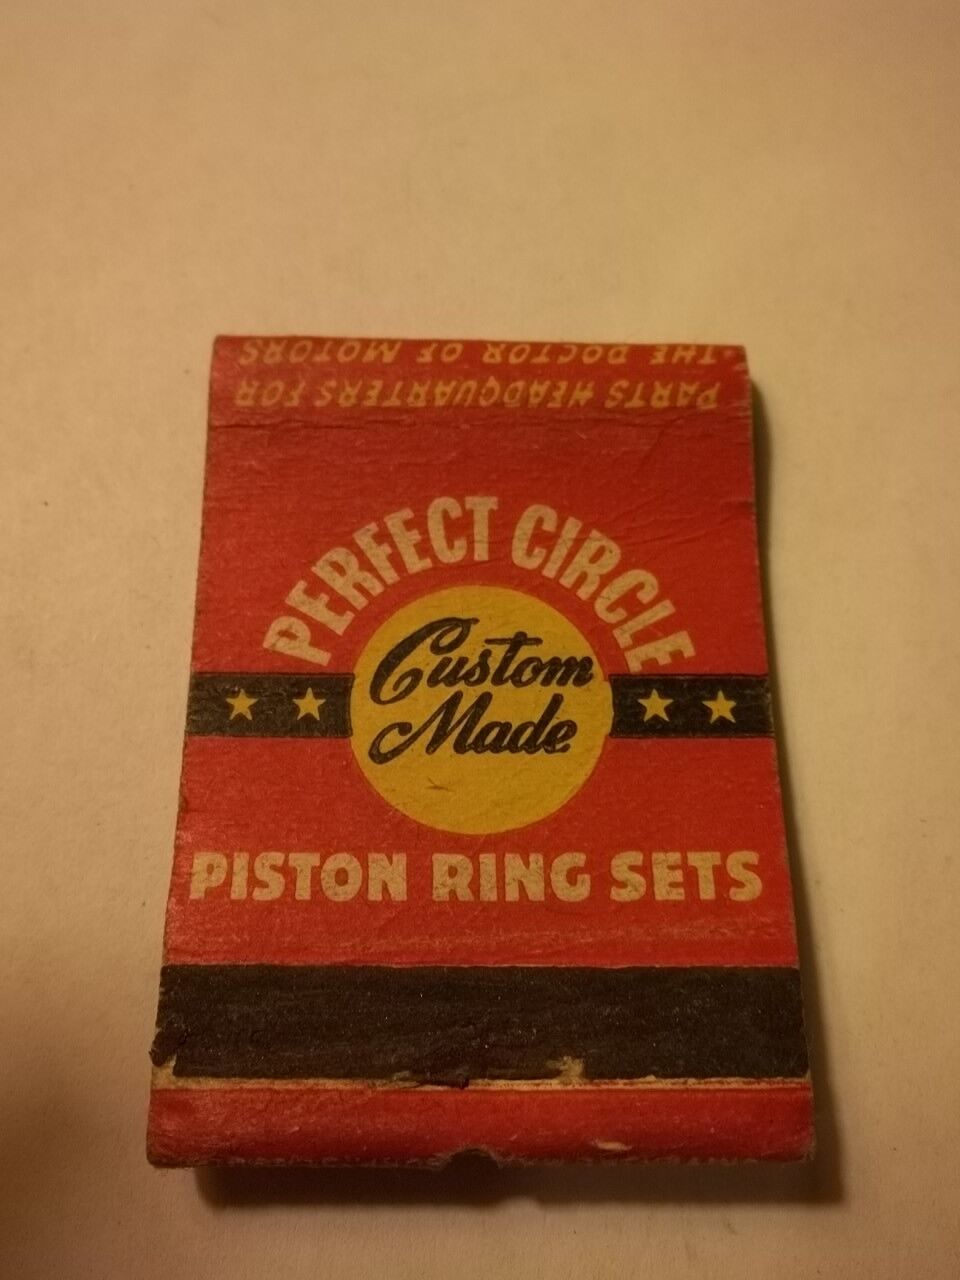 PARTS HEADQUARTERS FOR
THE DOCTOR OF MOTORS
PERFECT CIRCLE
Custom
Made
PISTON RING SETS